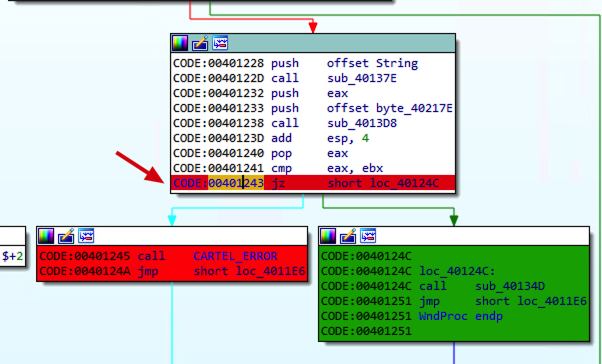 CODE:00401228 push offset String
CODE:0040122D call sub_40137E
CODE:00401232 push eax
CODE:00401233 push offset byte_40217E
CODE:00401238 call sub_4013D8
CODE:0040123D add esp, 4
CODE:00401240 pop eax
CODE:00401241 cmp eax, ebx
CODE:00401243 jz short loc_40124C
$+2
CODE:00401245 call CARTEL_ERROR
CODE:0040124A jmp short loc_4011E6
CODE:0040124C
CODE:0040124C loc_40124C:
CODE:0040124C call sub_40134D
CODE:00401251 jmp short loc_4011E6
CODE:00401251 WndProc endp
CODE:00401251